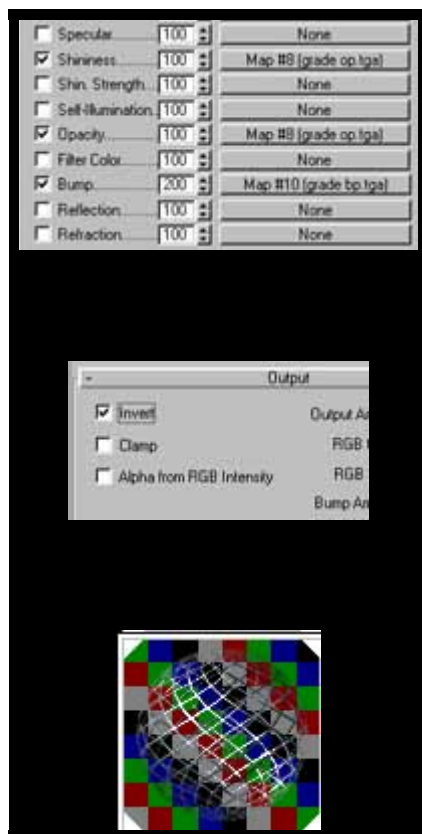 Specular 100 None
Shininess 100 Map #8 (grade op.tga)
Shin. Strength 100 None
Self-Illumination 100 None
Opacity 100 Map #8 (grade op.tga)
Filter Color 100 None
Bump 200 Map #10 (grade bp.tga)
Reflection 100 None
Refraction 100 None
- Output
Invert Output
Clamp RGB
Alpha from RGB Intensity RGB
Bump